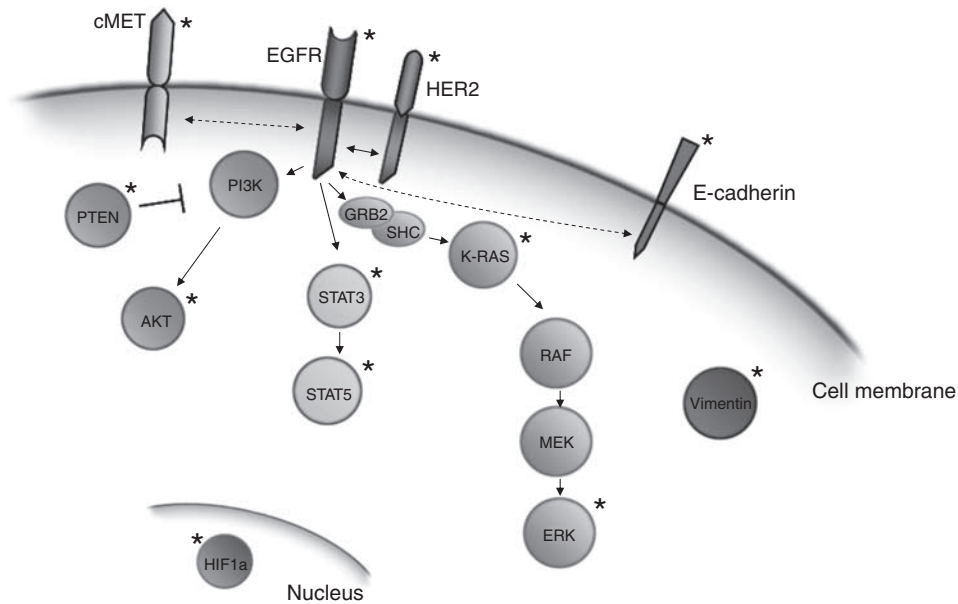 cMET *
EGFR *
* HER2
* E-cadherin
PTEN *
PI3K
GRB2
SHC
K-RAS *
AKT *
STAT3 *
STAT5 *
RAF
MEK
ERK *
Vimentin *
Cell membrane
* HIF1a
Nucleus